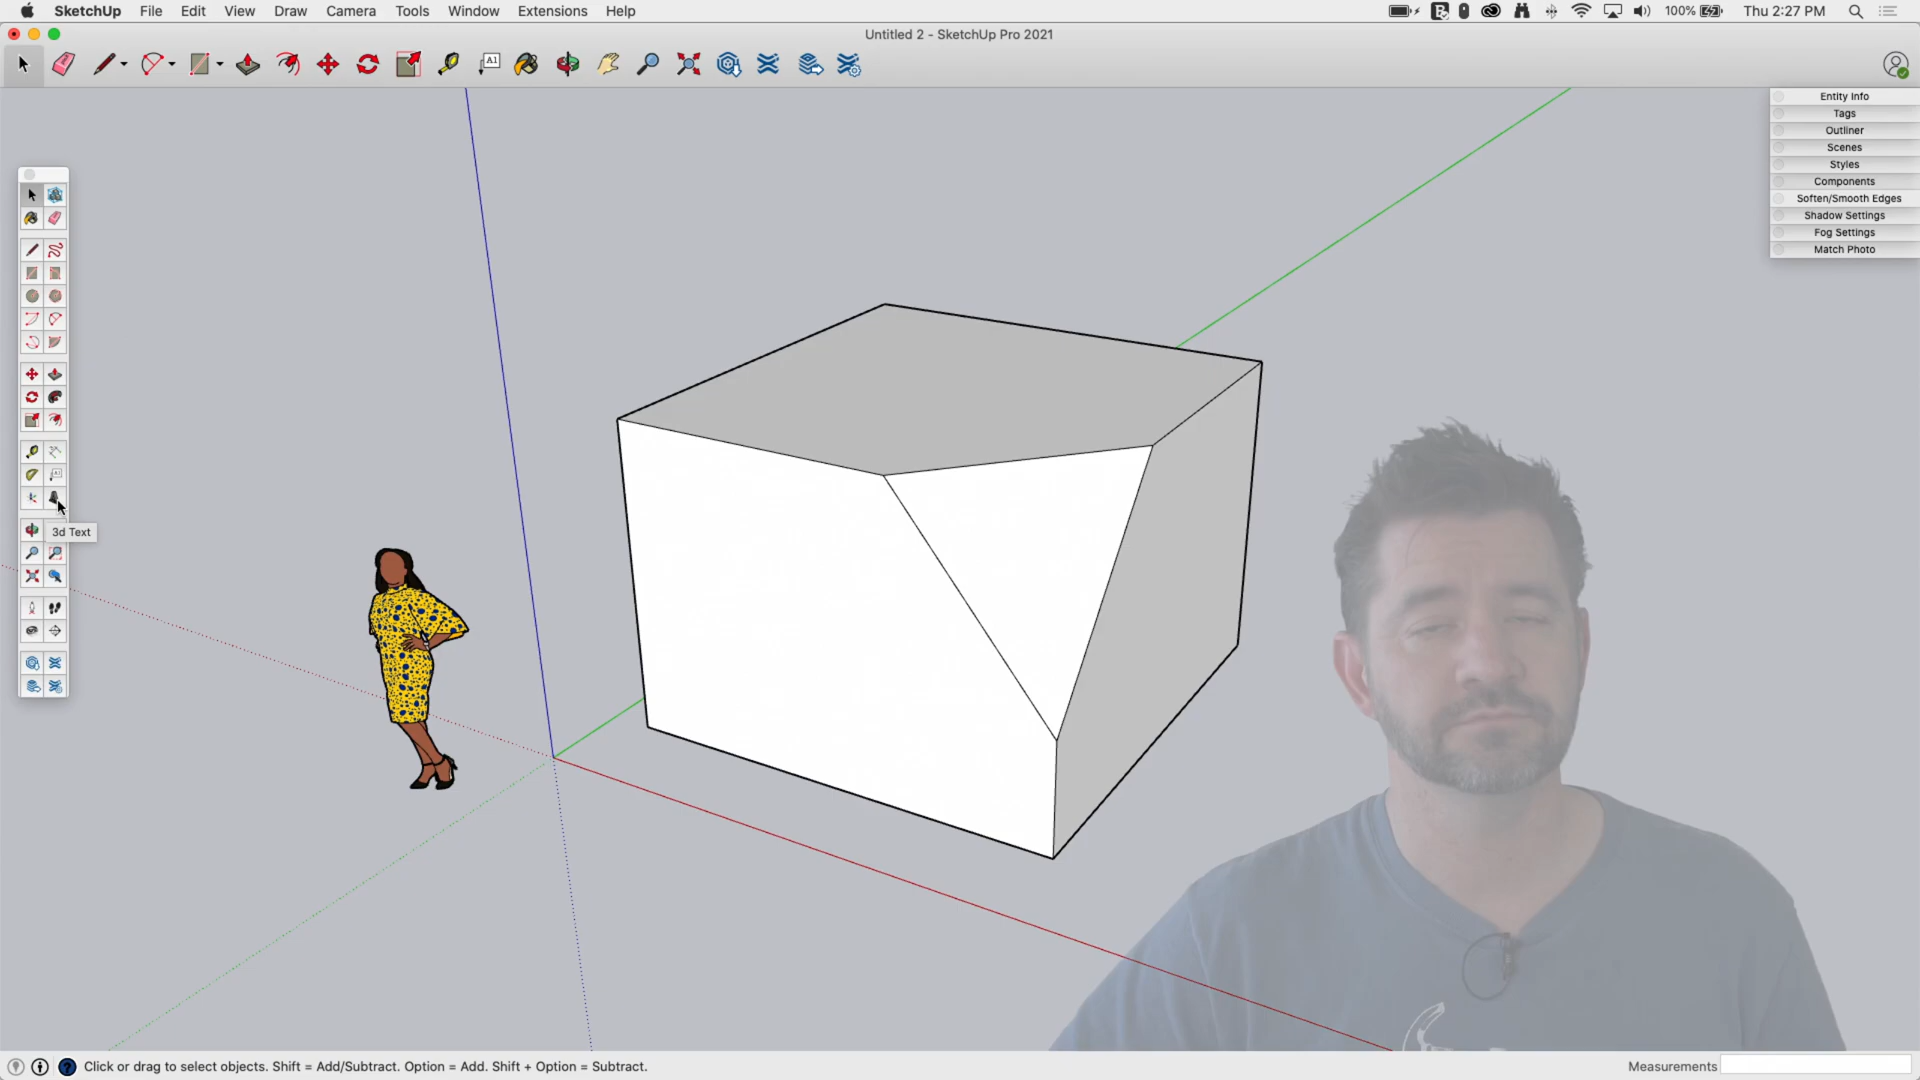 SketchUp File Edit View Draw Camera Tools Window Extensions Help 100% Thu 2:27 PM
Untitled 2 - SketchUp Pro 2021
A1
Entity Info
Tags
Outliner
Scenes
Styles
Components
Soften/Smooth Edges
Shadow Settings
Fog Settings
Match Photo
3d Text
Click or drag to select objects. Shift = Add/Subtract. Option = Add. Shift + Option = Subtract. Measurements